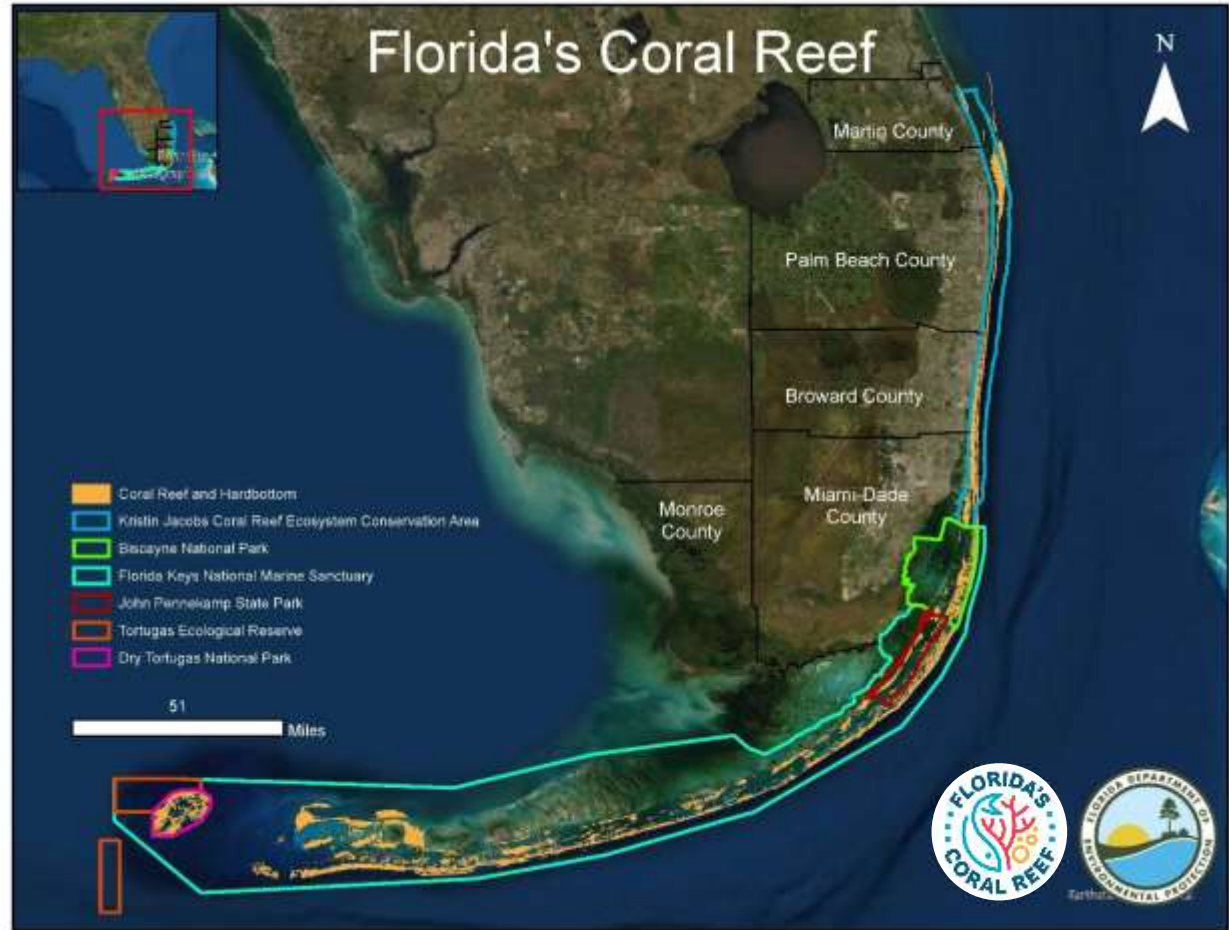 Florida's Coral Reef
N
Martin County
Palm Beach County
Broward County
Miami-Dade
County
Monroe
County
Coral Reef and Hardbottom
Kristin Jacobs Coral Reef Ecosystem Conservation Area
Biscayne National Park
Florida Keys National Marine Sanctuary
John Pennekamp State Park
Tortugas Ecological Reserve
Dry Tortugas National Park
51
Miles
FLORIDA'S
CORAL REEF
FLORIDA DEPARTMENT OF
ENVIRONMENTAL PROTECTION